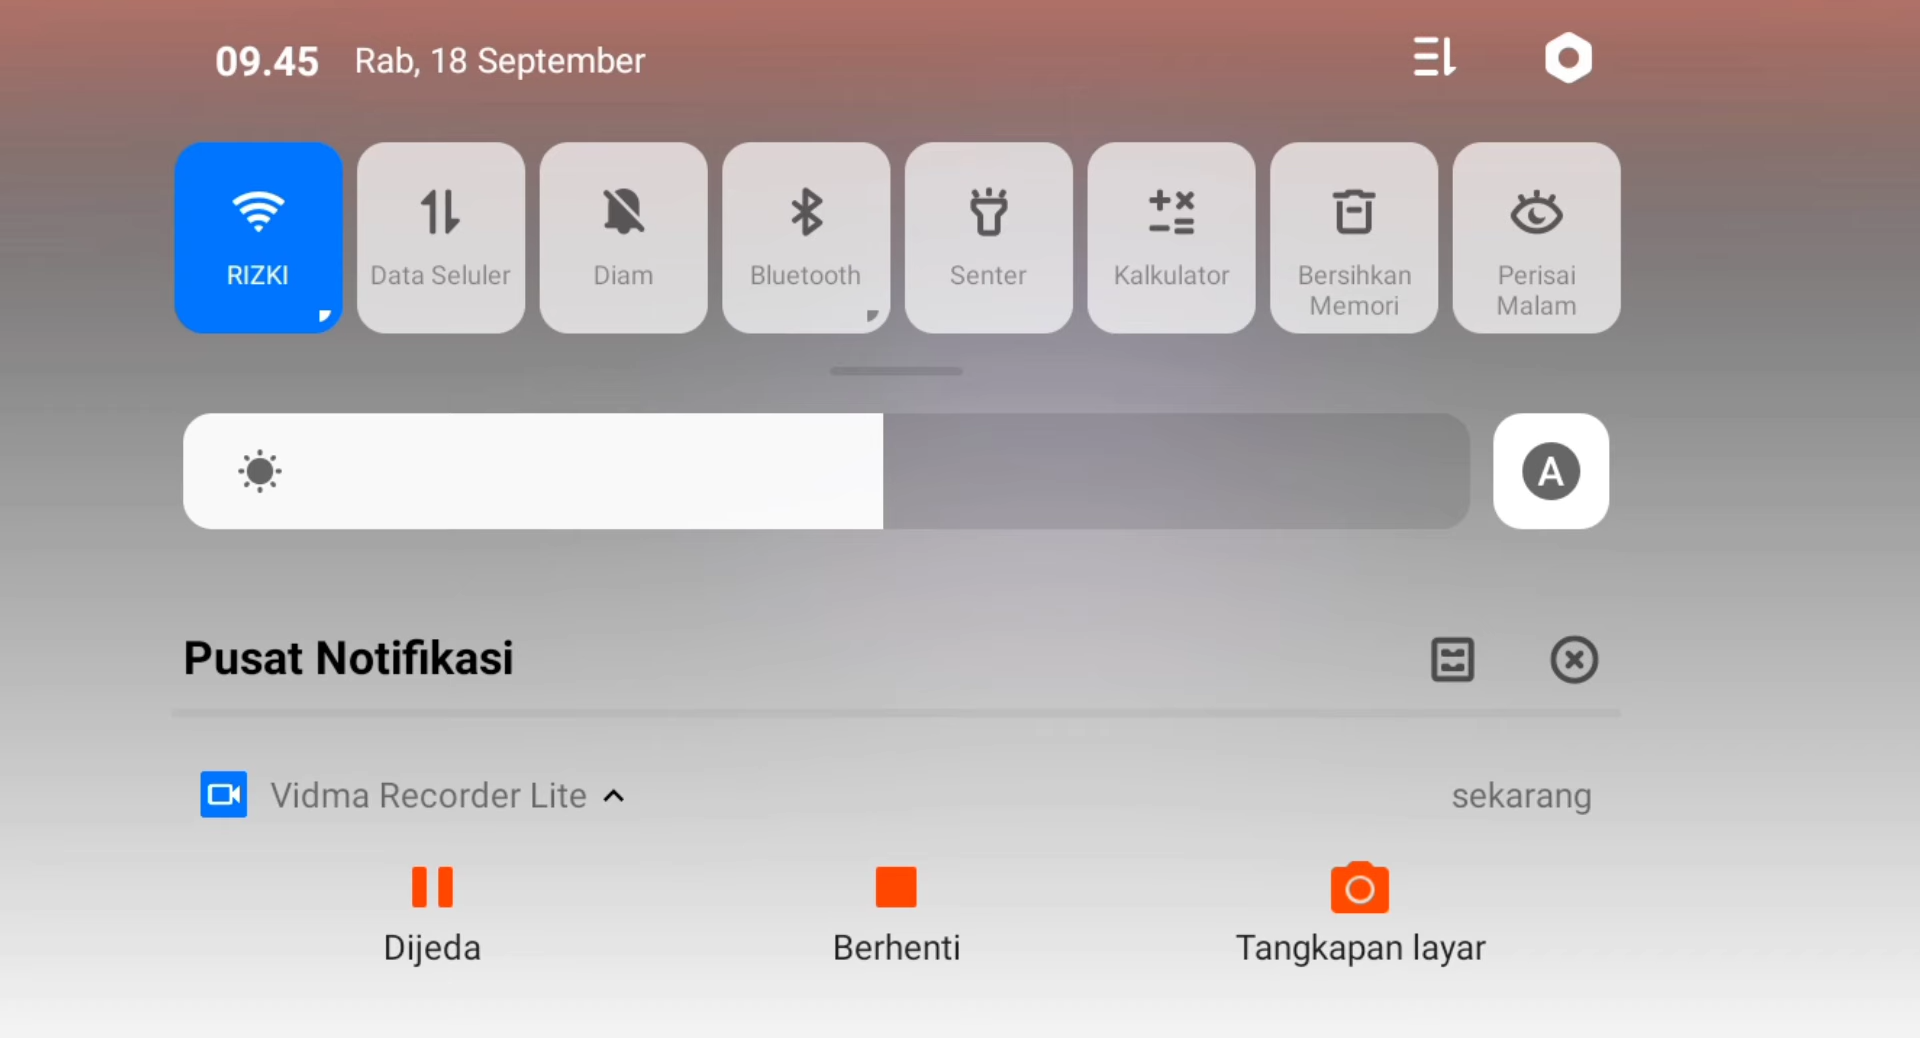 09.45 Rab, 18 September
RIZKI
Data Seluler
Diam
Bluetooth
Senter
Kalkulator
Bersihkan
Memori
Perisai
Malam
A
Pusat Notifikasi
Vidma Recorder Lite
sekarang
Dijeda
Berhenti
Tangkapan layar